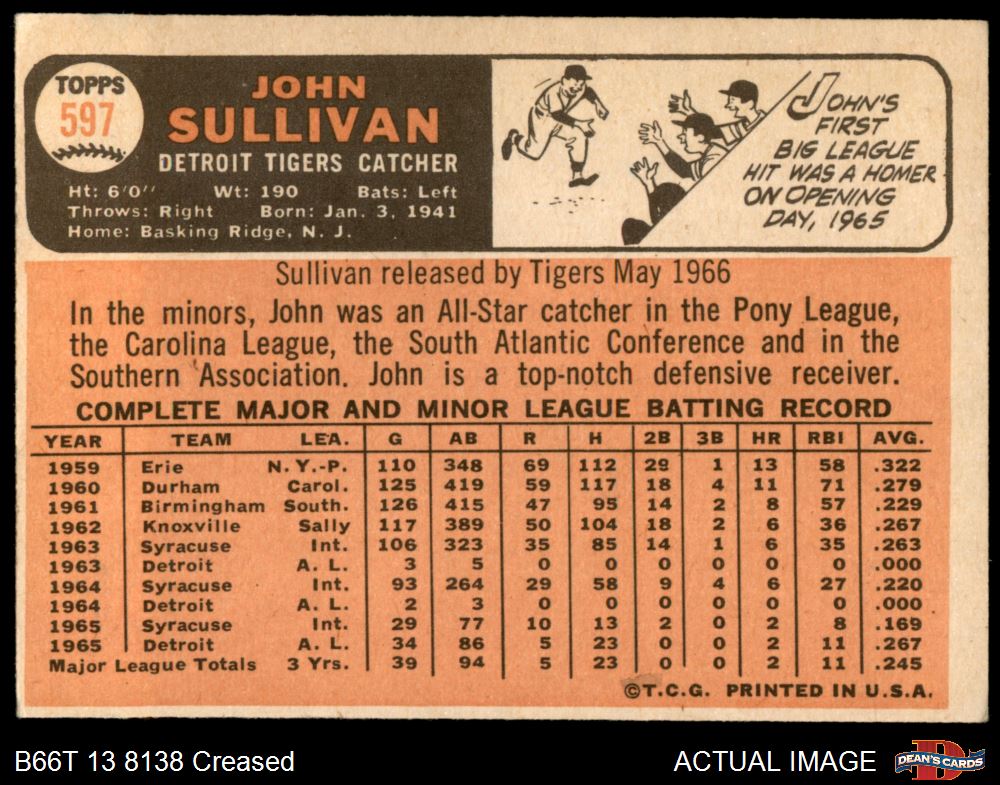 TOPPS
597
JOHN
SULLIVAN
DETROIT TIGERS CATCHER
Ht: 6'0'' Wt: 190 Bats: Left
Throws: Right Born: Jan. 3, 1941
Home: Basking Ridge, N. J.
JOHN'S
FIRST
BIG LEAGUE
HIT WAS A HOMER
ON OPENING
DAY, 1965
Sullivan released by Tigers May 1966
In the minors, John was an All-Star catcher in the Pony League,
the Carolina League, the South Atlantic Conference and in the
Southern Association. John is a top-notch defensive receiver.
COMPLETE MAJOR AND MINOR LEAGUE BATTING RECORD
YEAR TEAM LEA. G AB R H 2B 3B HR RBI AVG.
1959 Erie N.Y.-P. 110 348 69 112 29 1 13 58 .322
1960 Durham Carol. 125 419 59 117 18 4 11 71 .279
1961 Birmingham South. 126 415 47 95 14 2 8 57 .229
1962 Knoxville Sally 117 389 50 104 18 2 6 36 .267
1963 Syracuse Int. 106 323 35 85 14 1 6 35 .263
1963 Detroit A. L. 3 5 0 0 0 0 0 0 .000
1964 Syracuse Int. 93 264 29 58 9 4 6 27 .220
1964 Detroit A. L. 2 3 0 0 0 0 0 0 .000
1965 Syracuse Int. 29 77 10 13 2 0 2 8 .169
1965 Detroit A. L. 34 86 5 23 0 0 2 11 .267
Major League Totals 3 Yrs. 39 94 5 23 0 0 2 11 .245
©T.C.G. PRINTED IN U.S.A.
B66T 13 8138 Creased
ACTUAL IMAGE
D
DEAN'S CARDS